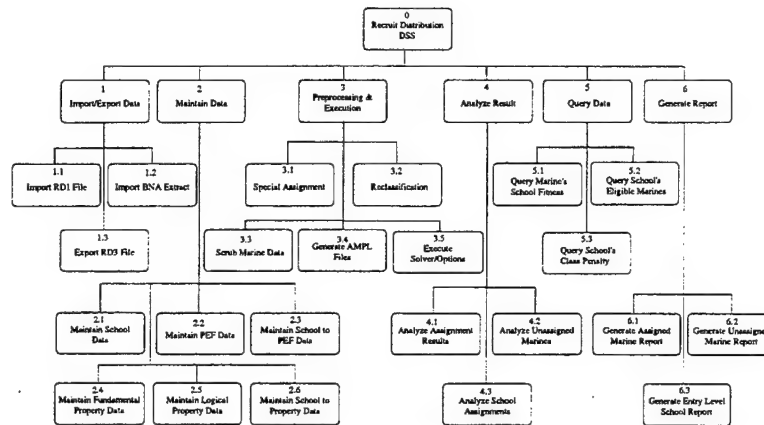 0
Recruit Distribution
DSS
1
Import/Export Data
2
Maintain Data
3
Preprocessing &
Execution
4
Analyze Result
5
Query Data
6
Generate Report
1.1
Import RD1 File
1.2
Import BNA Extract
3.1
Special Assignment
3.2
Reclassification
5.1
Query Marine's
School Fitness
5.2
Query School's
Eligible Marines
1.3
Export RD3 File
3.3
Scrub Marine Data
3.4
Generate AMPL
Files
3.5
Execute
Solver/Options
5.3
Query School's
Class Penalty
2.1
Maintain School
Data
2.2
Maintain PEF Data
2.3
Maintain School to
PEF Data
4.1
Analyze Assignment
Results
4.2
Analyze Unassigned
Marines
6.1
Generate Assigned
Marine Report
6.2
Generate Unassigned
Marine Report
2.4
Maintain Fundamental
Property Data
2.5
Maintain Logical
Property Data
2.6
Maintain School to
Property Data
4.3
Analyze School
Assignments
6.3
Generate Entry Level
School Report